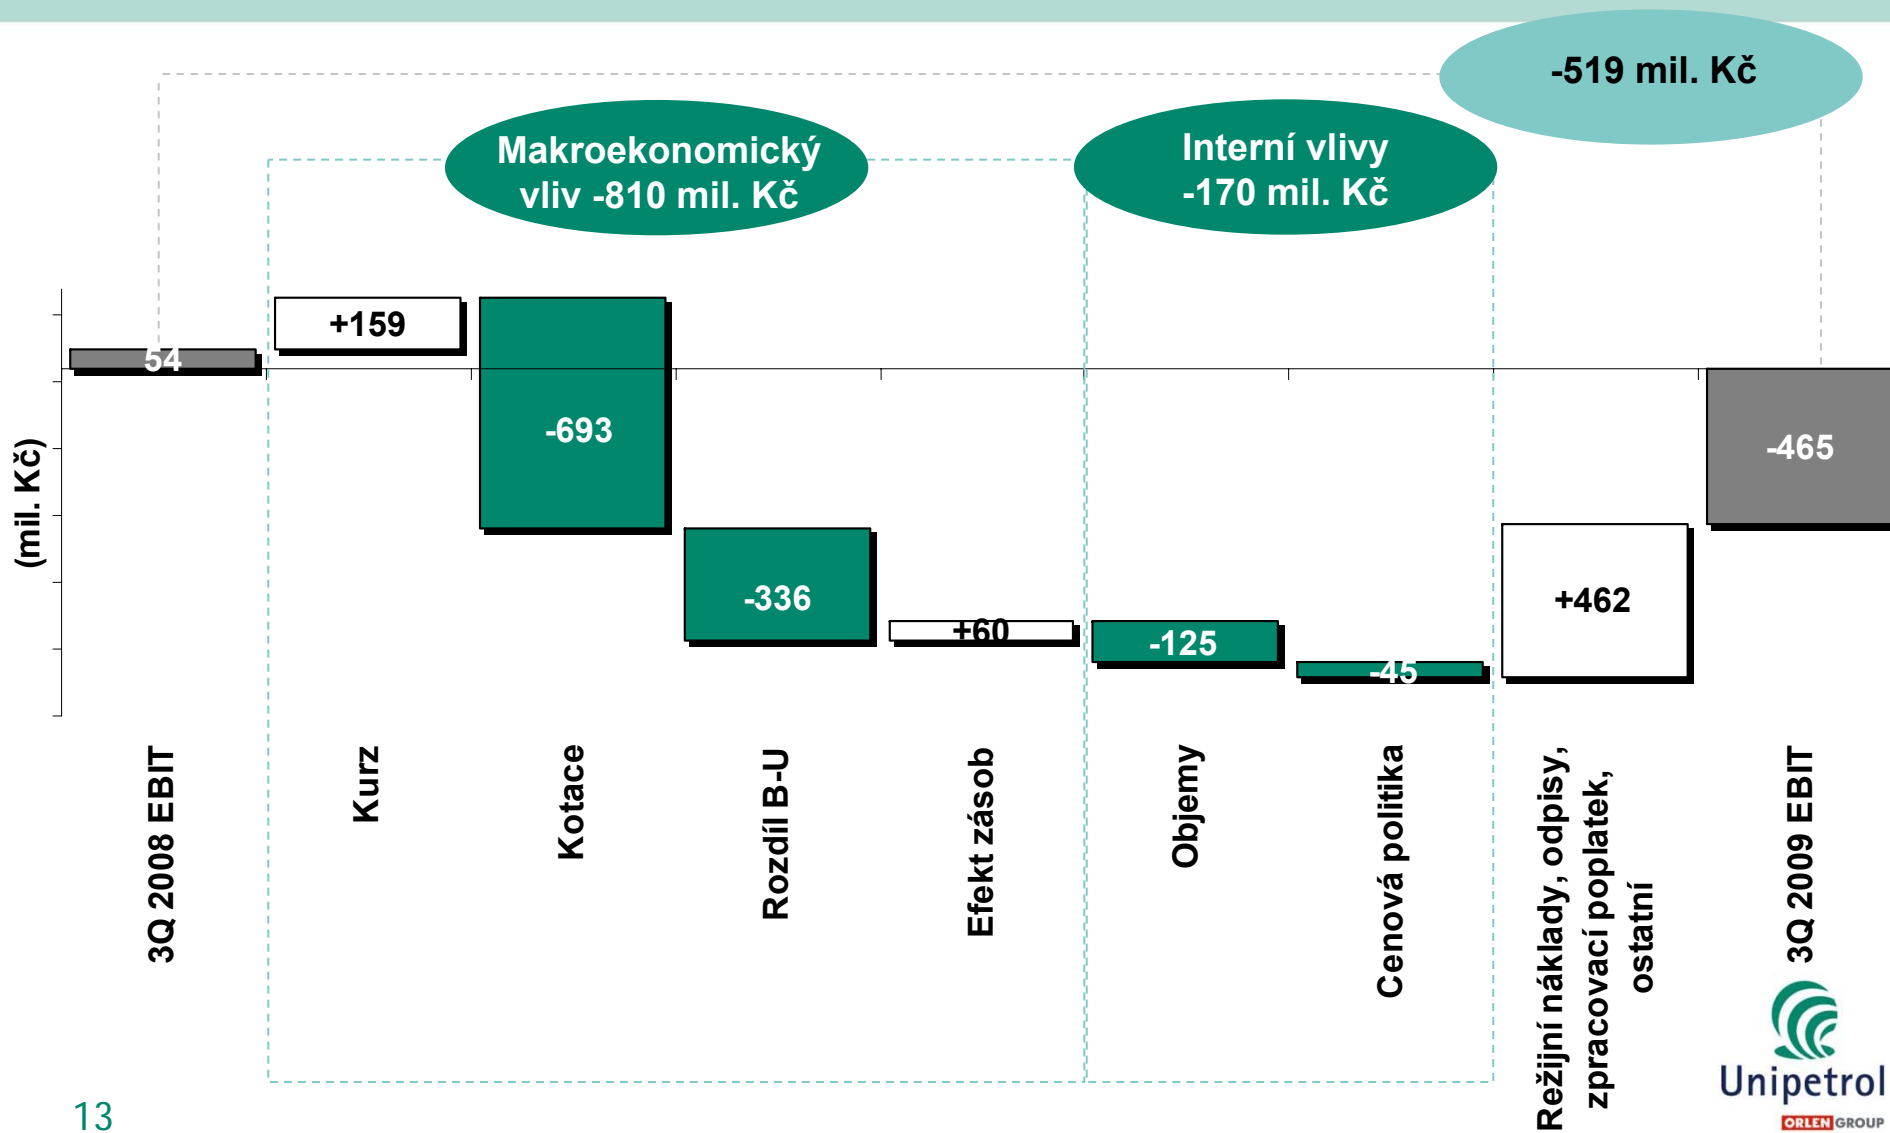 -519 mil. Kč
Makroekonomický
vliv -810 mil. Kč
Interní vlivy
-170 mil. Kč
(mil. Kč)
54
+159
-693
-336
+60
-125
-45
+462
-465
3Q 2008 EBIT
Kurz
Kotace
Rozdíl B-U
Efekt zásob
Objemy
Cenová politika
Režijní náklady, odpisy,
zpracovací poplatek,
ostatní
3Q 2009 EBIT
Unipetrol
ORLEN GROUP
13